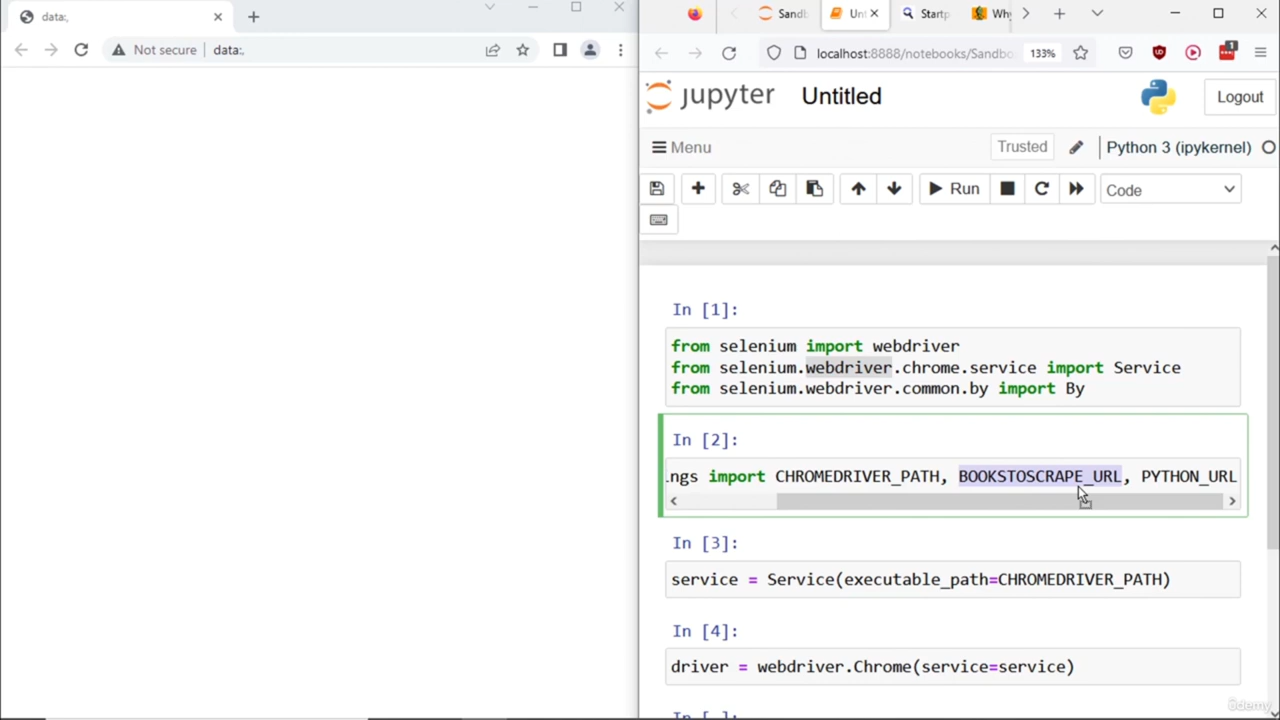 data:,
Not secure
data:,
Sandb
Unt
Startp
Why
localhost:8888/notebooks/Sandbo
133%
1
jupyter
Untitled
Logout
Menu
Trusted
Python 3 (ipykernel)
Run
Code
In [1]:
from selenium import webdriver
from selenium.webdriver.chrome.service import Service
from selenium.webdriver.common.by import By
In [2]:
ings import CHROMEDRIVER_PATH, BOOKSTOSCRAPE_URL, PYTHON_URL
In [3]:
service = Service(executable_path=CHROMEDRIVER_PATH)
In [4]:
driver = webdriver.Chrome(service=service)
ûdemy